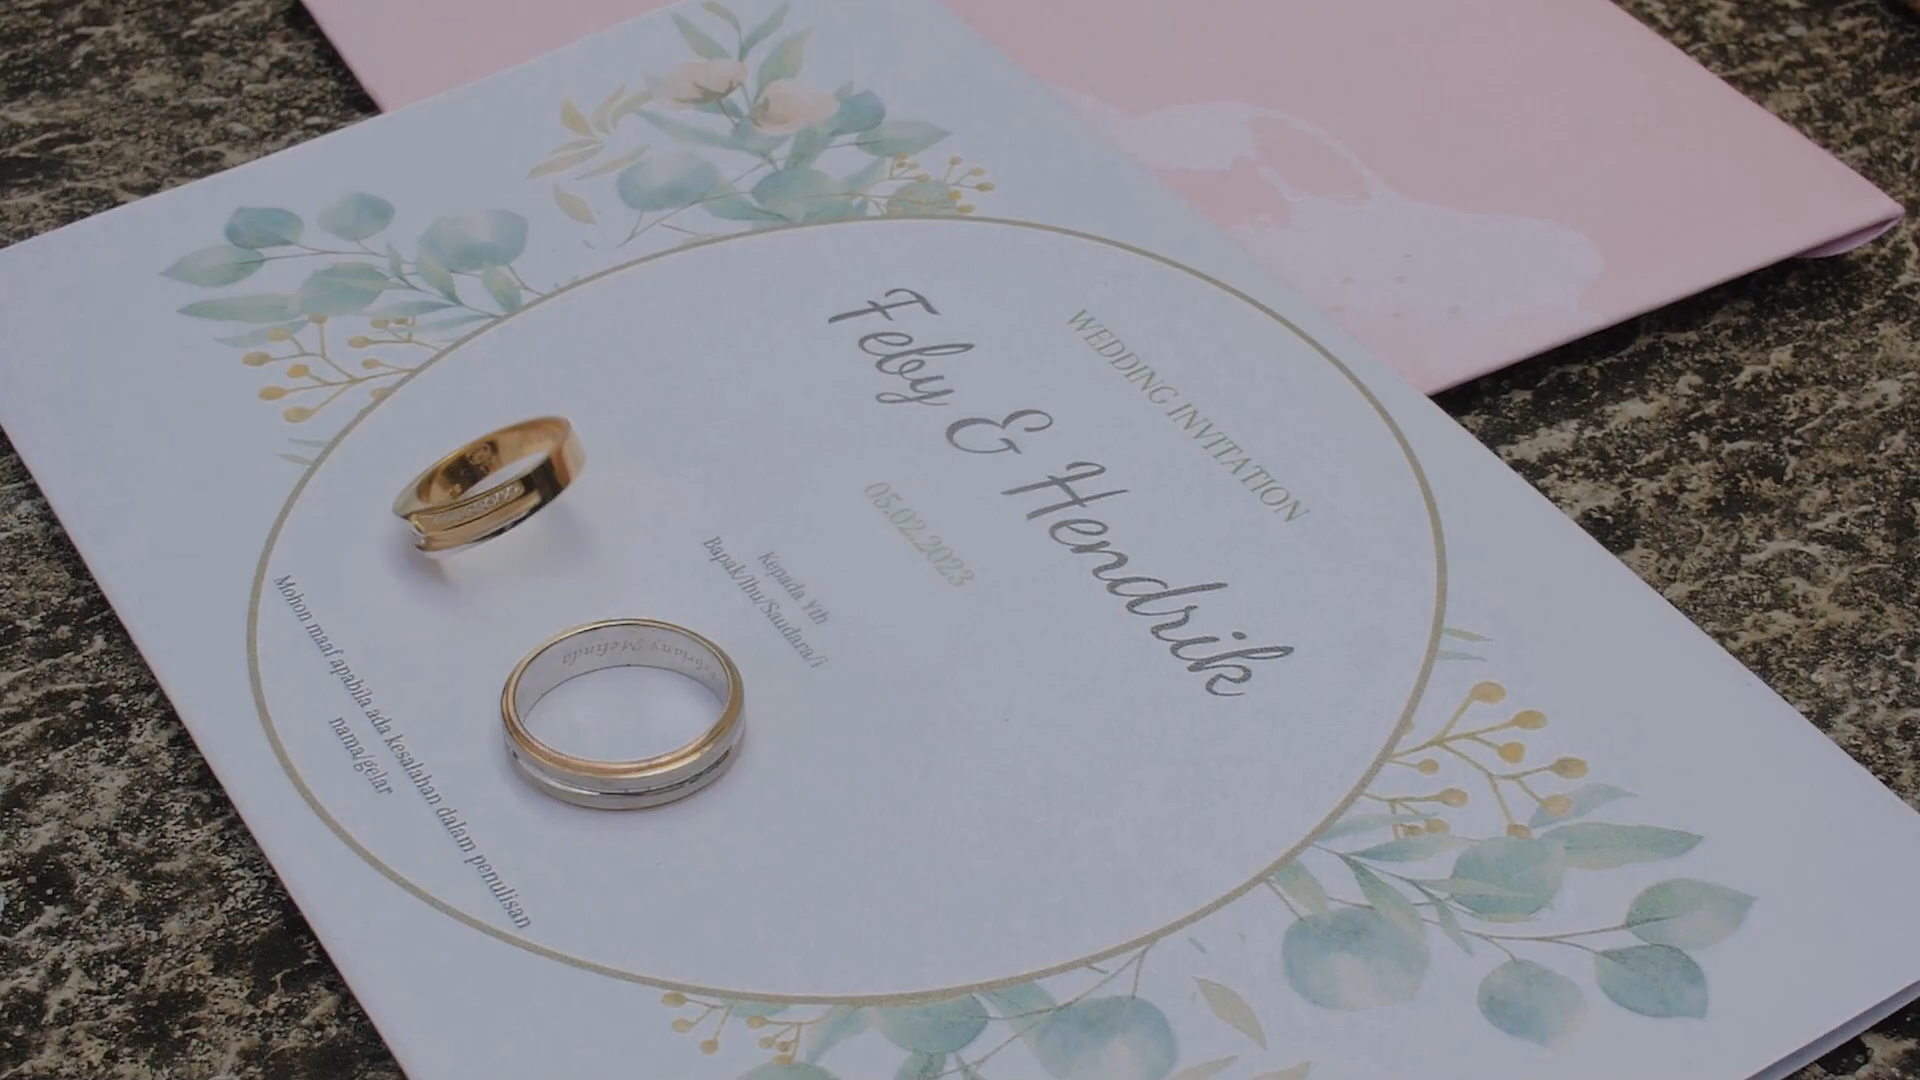 WEDDING INVITATION
Feby & Hendrik
05.02.2023
Kepada Yth
Bapak/Ibu/Saudara/i
Mohon maaf apabila ada kesalahan dalam penulisan
nama/gelar
Melinda